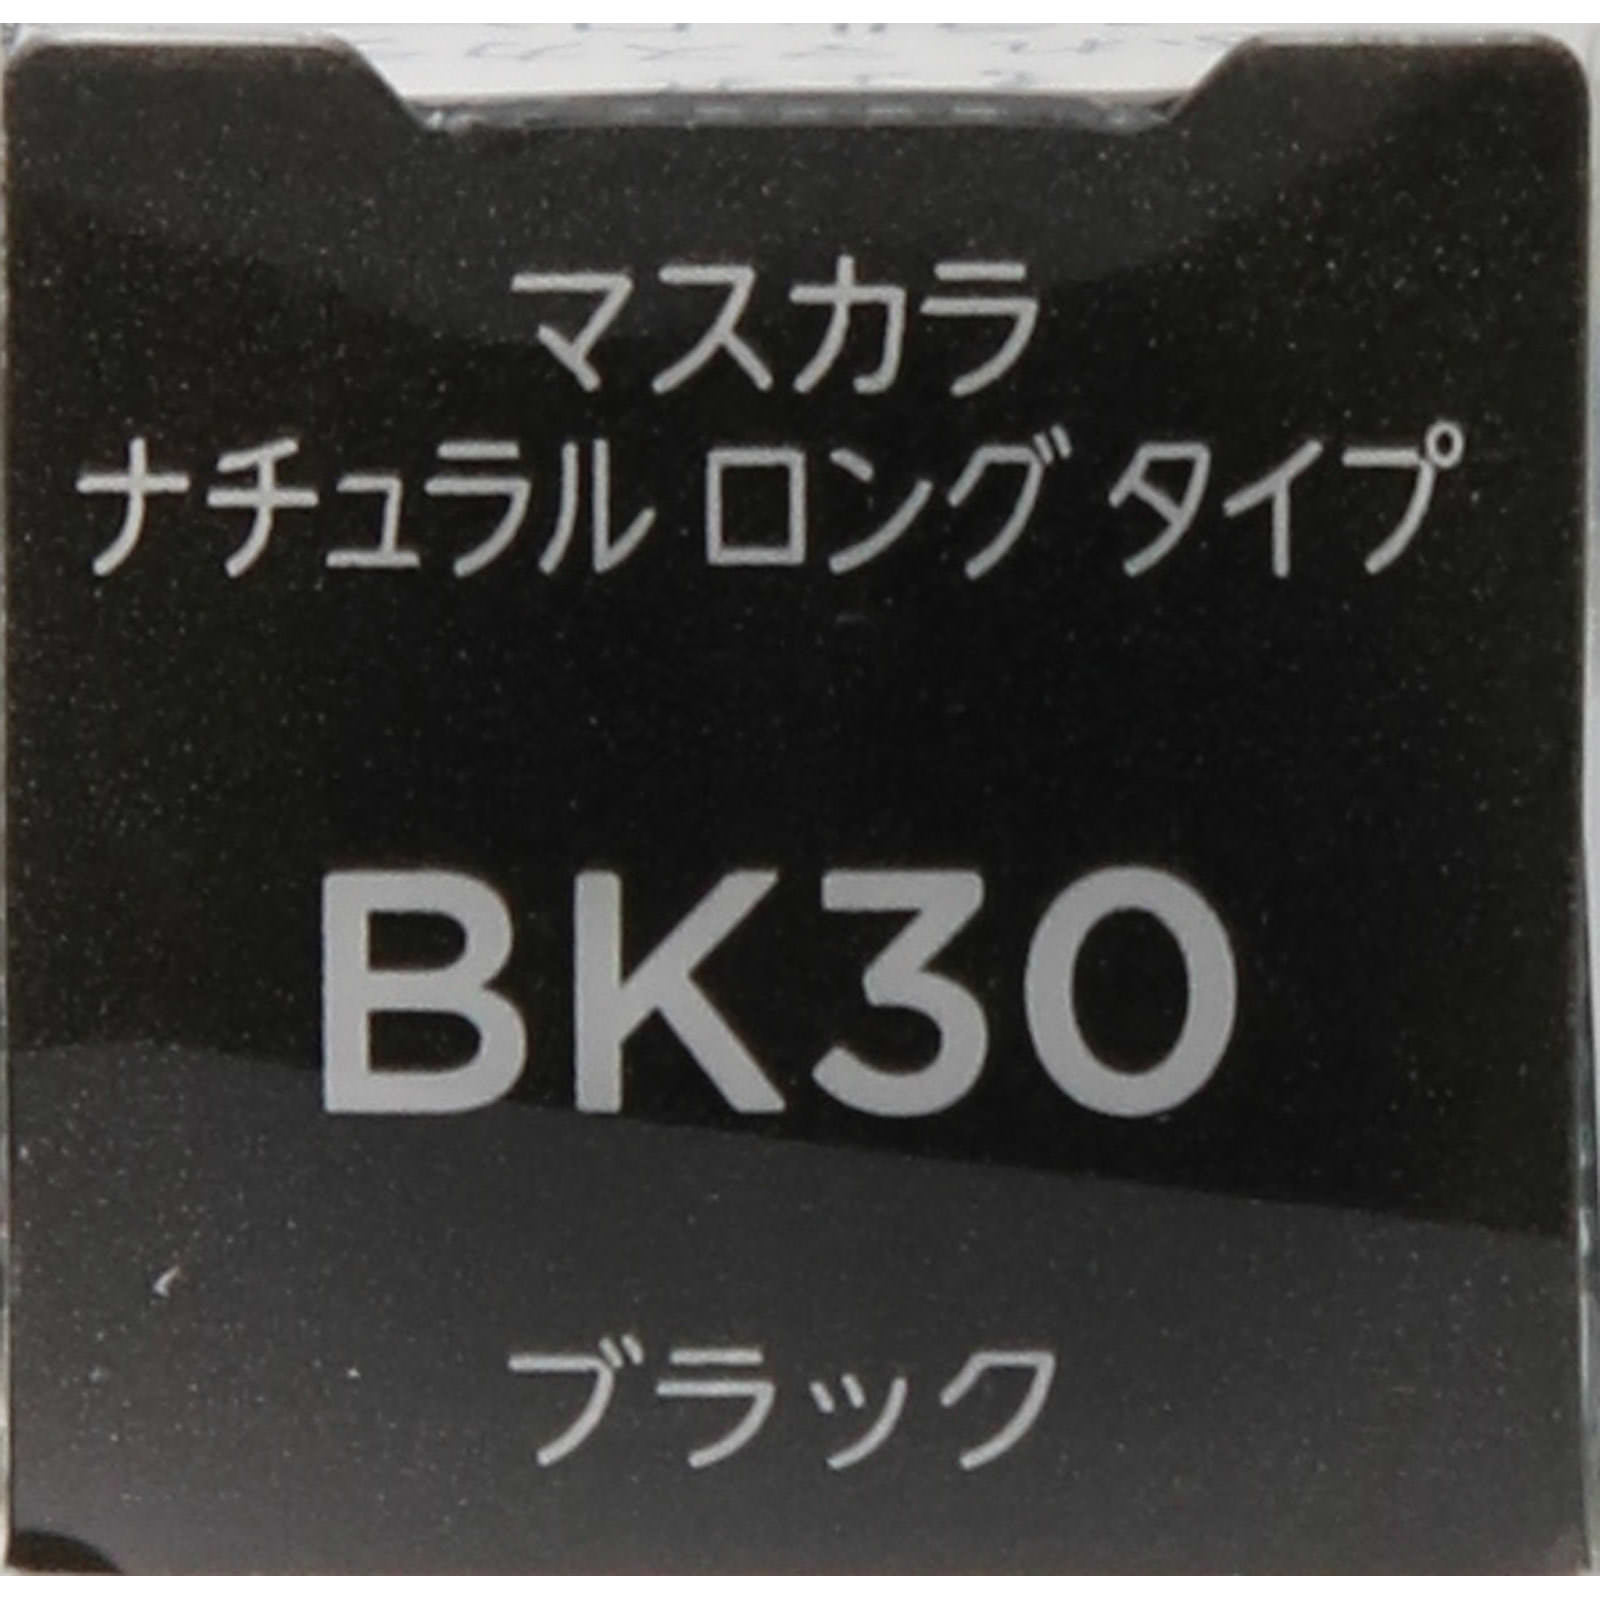 マスカラ
ナチュラル ロング タイプ
BK30
ブラック